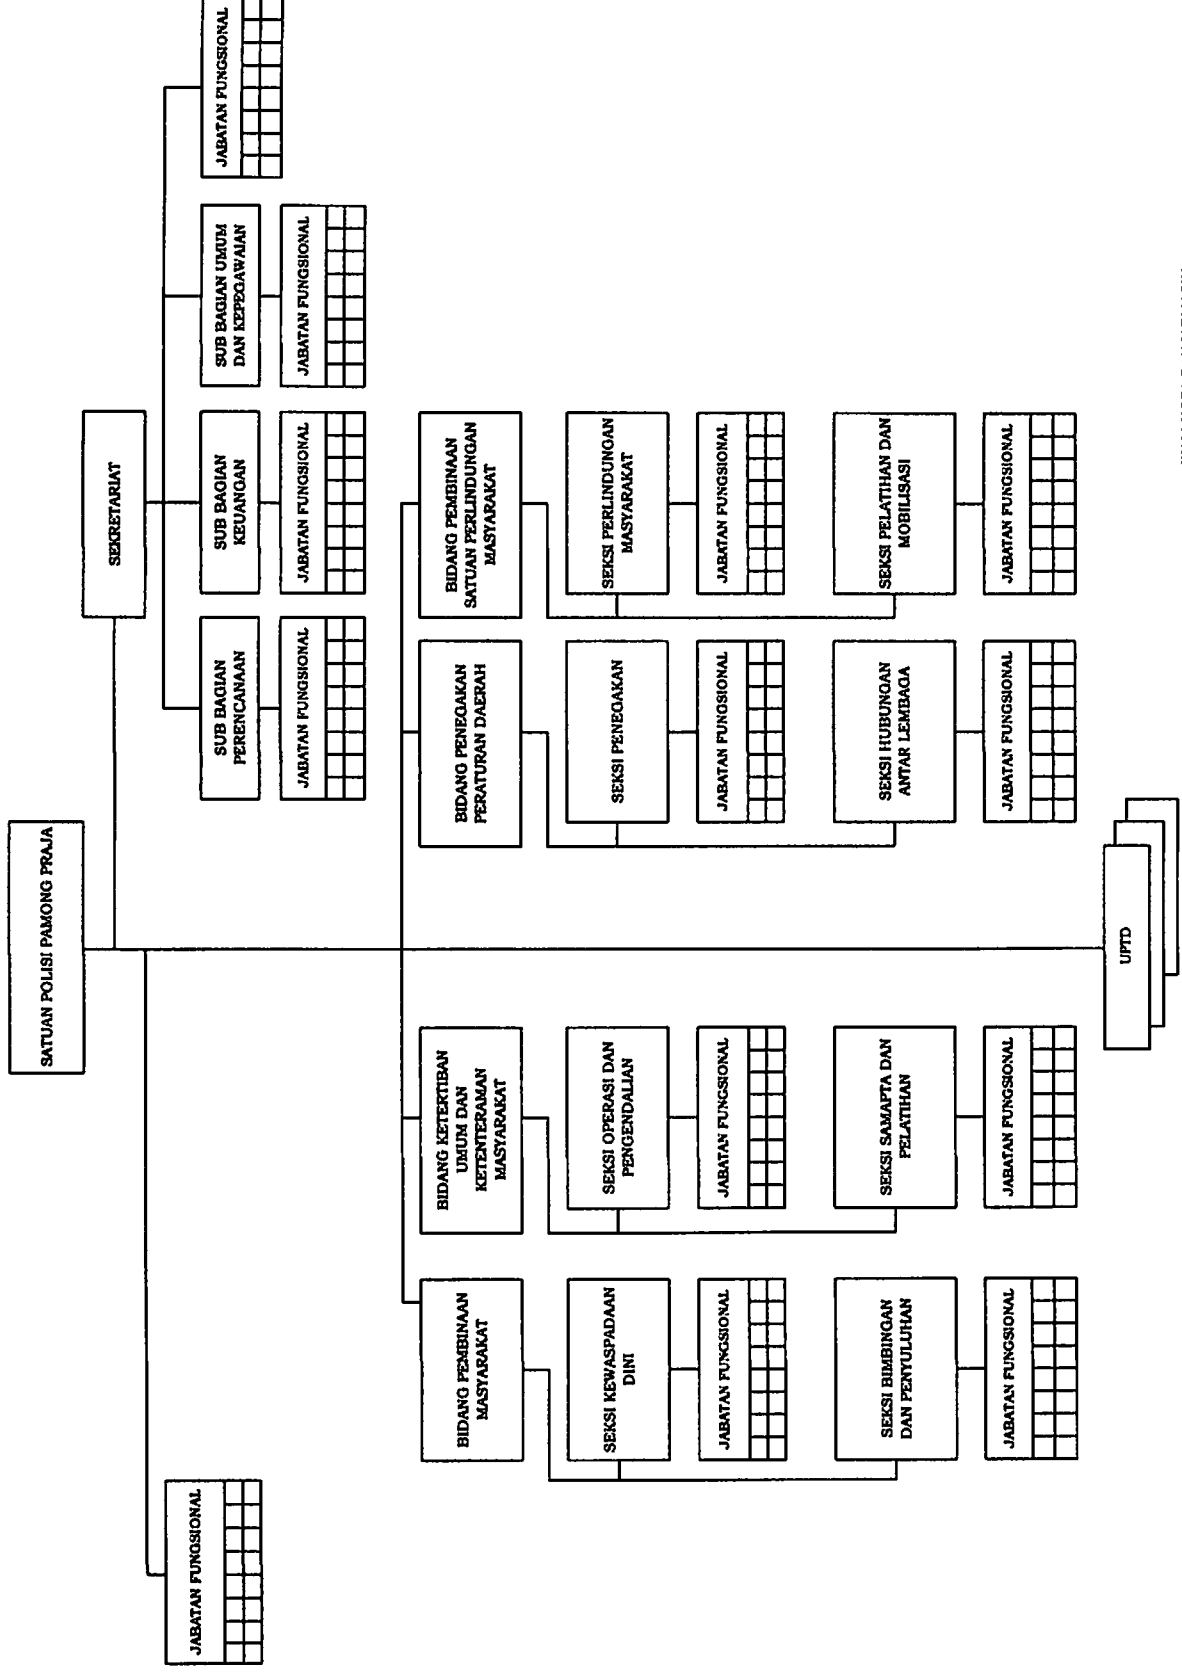 SATUAN POLISI PAMONG PRAJA
SEKRETARIAT
JABATAN FUNGSIONAL
SUB BAGIAN
PERENCANAAN
SUB BAGIAN
KEUANGAN
SUB BAGIAN UMUM
DAN KEPEGAWAIAN
JABATAN FUNGSIONAL
JABATAN FUNGSIONAL
JABATAN FUNGSIONAL
JABATAN FUNGSIONAL
BIDANG PEMBINAAN
MASYARAKAT
BIDANG KETERTIBAN
UMUM DAN
KETENTERAMAN
MASYARAKAT
BIDANG PENEGAKAN
PERATURAN DAERAH
BIDANG PEMBINAAN
SATUAN PERLINDUNGAN
MASYARAKAT
SEKSI KEWASPADAAN
DINI
SEKSI OPERASI DAN
PENGENDALIAN
SEKSI PENEGAKAN
SEKSI PERLINDUNGAN
MASYARAKAT
JABATAN FUNGSIONAL
JABATAN FUNGSIONAL
JABATAN FUNGSIONAL
JABATAN FUNGSIONAL
SEKSI BIMBINGAN
DAN PENYULUHAN
SEKSI SAMAPTA DAN
PELATIHAN
SEKSI HUBUNGAN
ANTAR LEMBAGA
SEKSI PELATIHAN DAN
MOBILISASI
JABATAN FUNGSIONAL
JABATAN FUNGSIONAL
JABATAN FUNGSIONAL
JABATAN FUNGSIONAL
UPTD